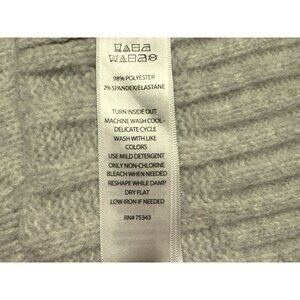 98% POLYESTER
2% SPANDEX/ELASTANE
TURN INSIDE OUT
MACHINE WASH COOL -
DELICATE CYCLE
WASH WITH LIKE
COLORS
USE MILD DETERGENT
ONLY NON-CHLORINE
BLEACH WHEN NEEDED
RESHAPE WHILE DAMP
DRY FLAT
LOW IRON IF NEEDED
RN# 75343